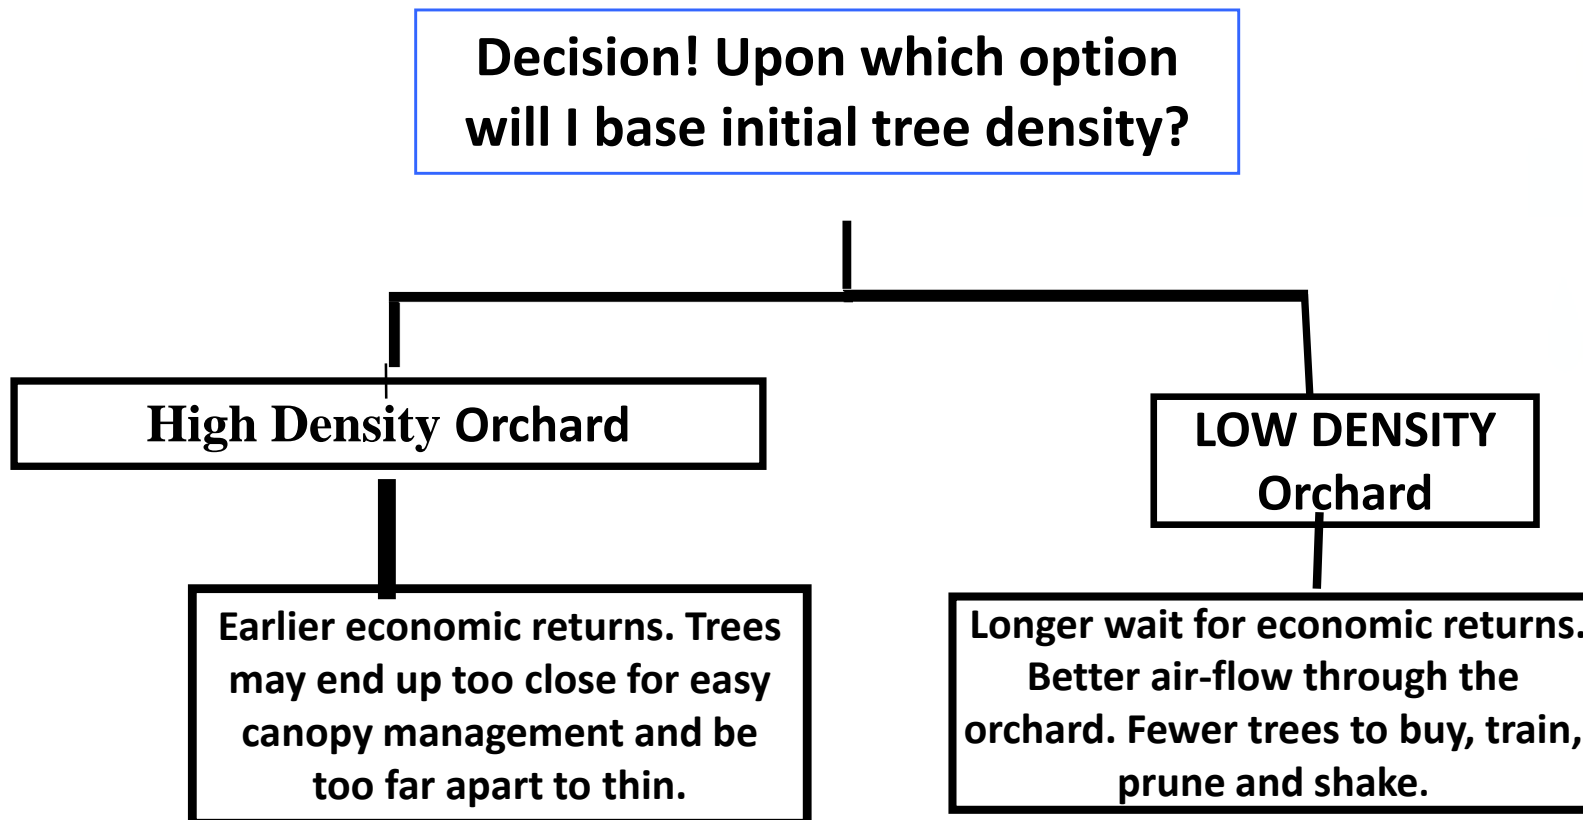 Decision! Upon which option
will I base initial tree density?
High Density Orchard
LOW DENSITY
Orchard
Earlier economic returns. Trees
may end up too close for easy
canopy management and be
too far apart to thin.
Longer wait for economic returns.
Better air-flow through the
orchard. Fewer trees to buy, train,
prune and shake.